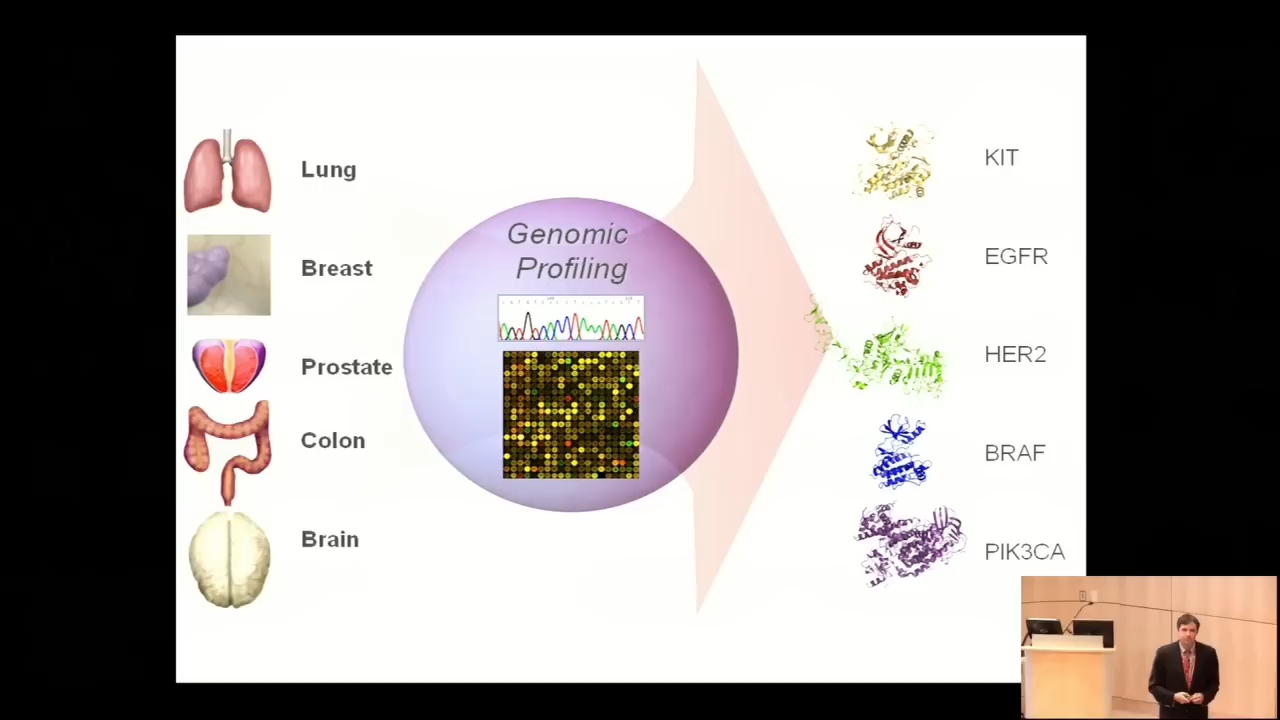 Lung
Breast
Prostate
Colon
Brain
Genomic
Profiling
KIT
EGFR
HER2
BRAF
PIK3CA